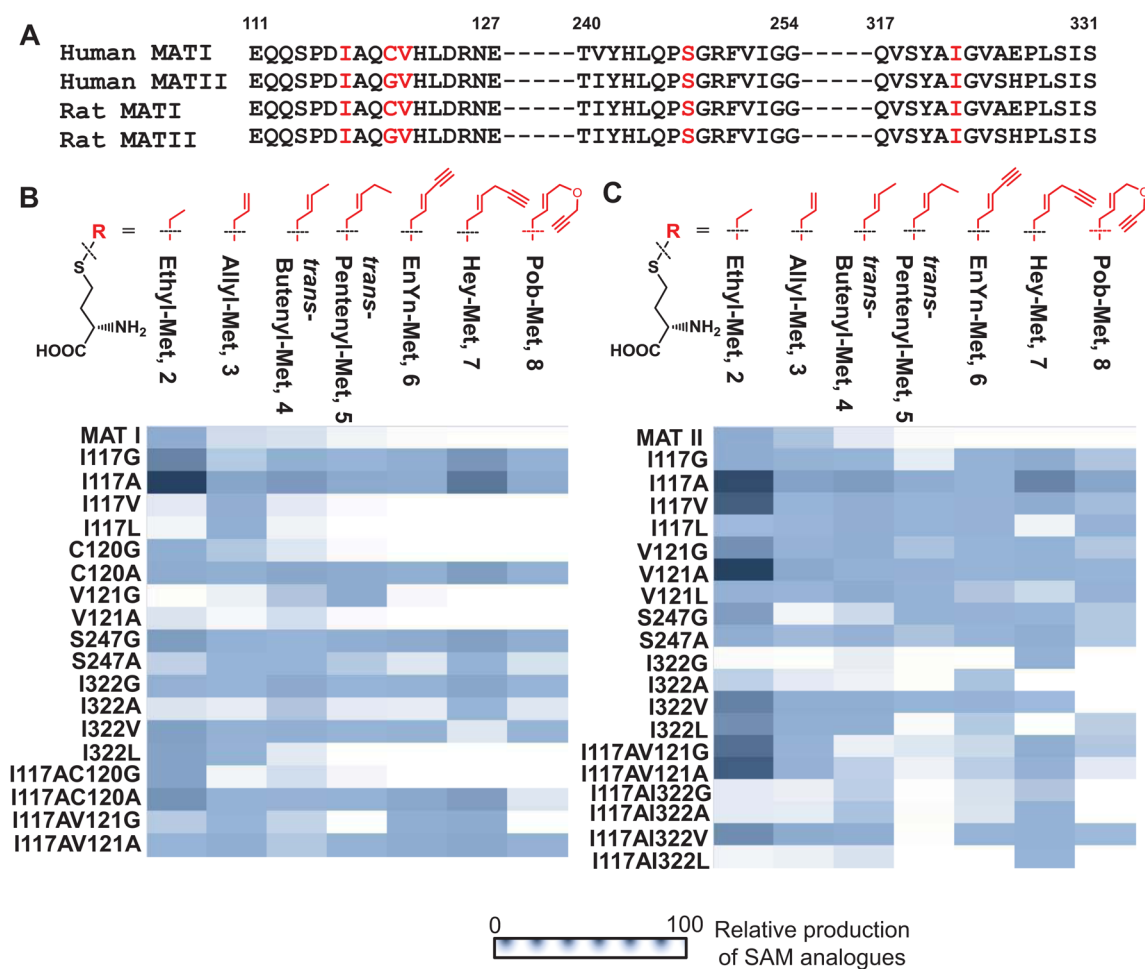 111 127 240 254 317 331
A
Human MATI EQQSPDIAQCVHLDRNE-----TVYHLQPSGRFVIGG-----QVSYAIGVAEPLSIS
Human MATII EQQSPDIAQGVHLDRNE-----TIYHLQPSGRFVIGG-----QVSYAIGVSHPLSIS
Rat MATI EQQSPDIAQCVHLDRNE-----TIYHLQPSGRFVIGG-----QVSYAIGVAEPLSIS
Rat MATII EQQSPDIAQGVHLDRNE-----TIYHLQPSGRFVIGG-----QVSYAIGVSHPLSIS
B
O
R =
S
NH2
HOOC
Ethyl-Met, 2
Allyl-Met, 3
trans-
Butenyl-Met, 4
trans-
Pentenyl-Met, 5
EnYn-Met, 6
Hey-Met, 7
Pob-Met, 8
MAT I
I117G
I117A
I117V
I117L
C120G
C120A
V121G
V121A
S247G
S247A
I322G
I322A
I322V
I322L
I117AC120G
I117AC120A
I117AV121G
I117AV121A
C
O
R =
S
NH2
HOOC
Ethyl-Met, 2
Allyl-Met, 3
trans-
Butenyl-Met, 4
trans-
Pentenyl-Met, 5
EnYn-Met, 6
Hey-Met, 7
Pob-Met, 8
MAT II
I117G
I117A
I117V
I117L
V121G
V121A
V121L
S247G
S247A
I322G
I322A
I322V
I322L
I117AV121G
I117AV121A
I117AI322G
I117AI322A
I117AI322V
I117AI322L
0 100
Relative production
of SAM analogues